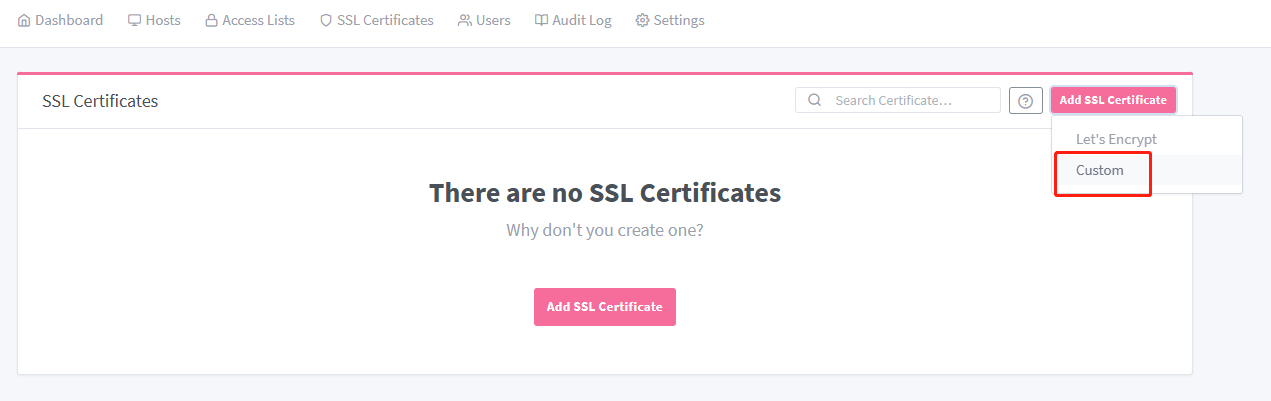 Dashboard Hosts Access Lists SSL Certificates Users Audit Log Settings
SSL Certificates Search Certificate... Add SSL Certificate
Let's Encrypt
Custom
There are no SSL Certificates
Why don't you create one?
Add SSL Certificate